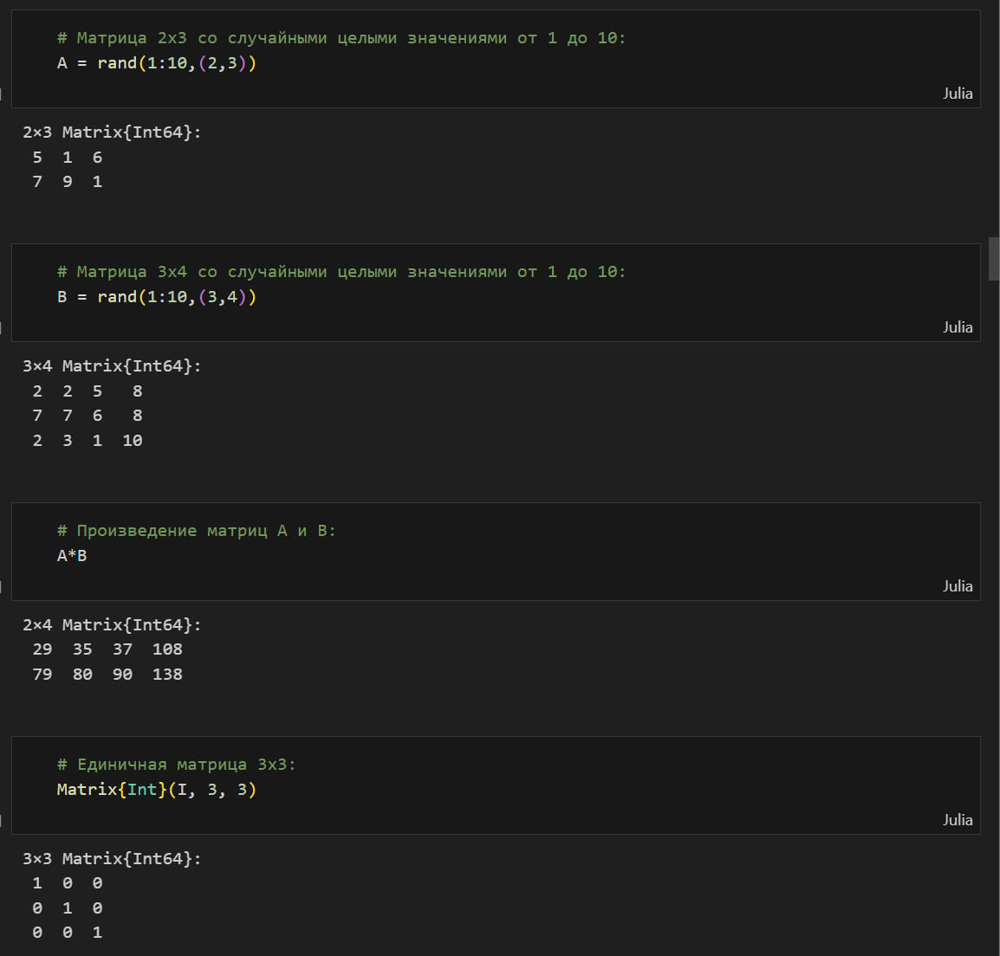 # Матрица 2x3 со случайными целыми значениями от 1 до 10:
A = rand(1:10,(2,3))
Julia
2×3 Matrix{Int64}:
5 1 6
7 9 1
# Матрица 3x4 со случайными целыми значениями от 1 до 10:
B = rand(1:10,(3,4))
Julia
3×4 Matrix{Int64}:
2 2 5 8
7 7 6 8
2 3 1 10
# Произведение матриц A и B:
A*B
Julia
2×4 Matrix{Int64}:
29 35 37 108
79 80 90 138
# Единичная матрица 3x3:
Matrix{Int}(I, 3, 3)
Julia
3×3 Matrix{Int64}:
1 0 0
0 1 0
0 0 1